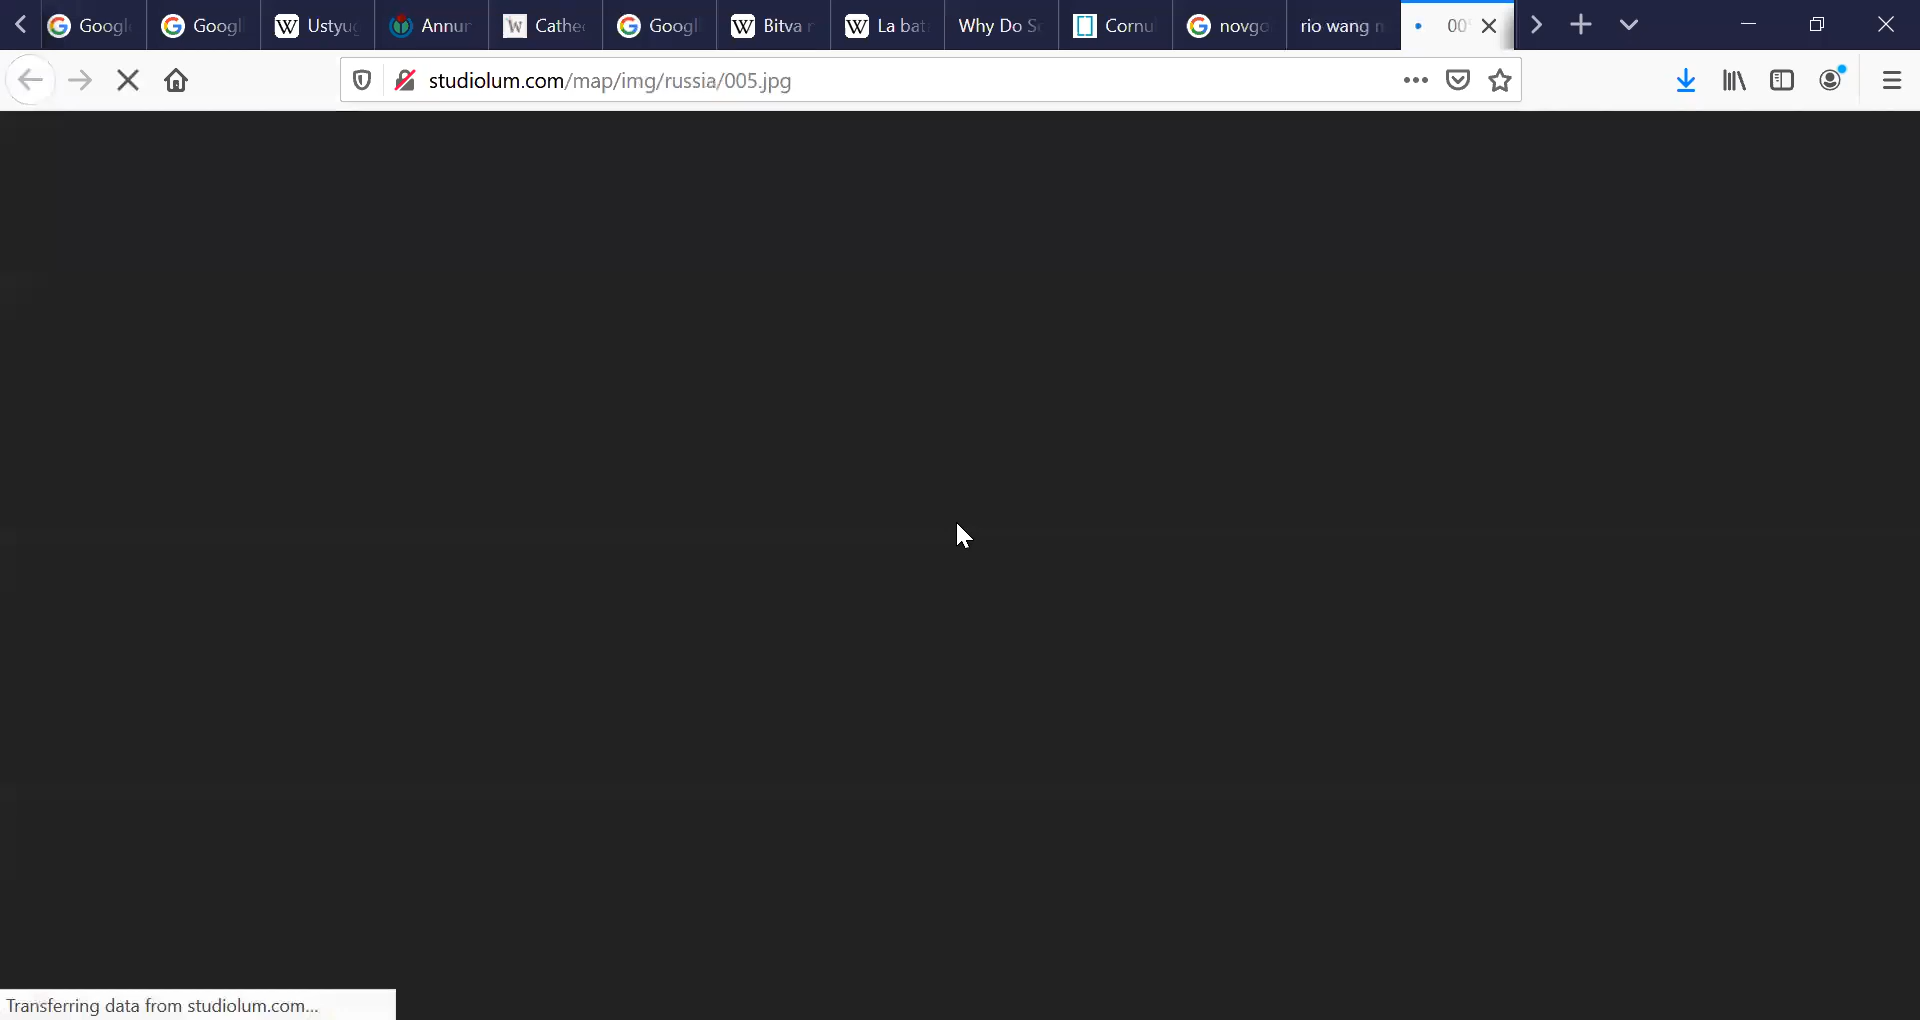 Googl Googl Ustyu Annun Cathe Googl Bitva La bat Why Do S Cornu novgo rio wang 00
studiolum.com/map/img/russia/005.jpg
Transferring data from studiolum.com...